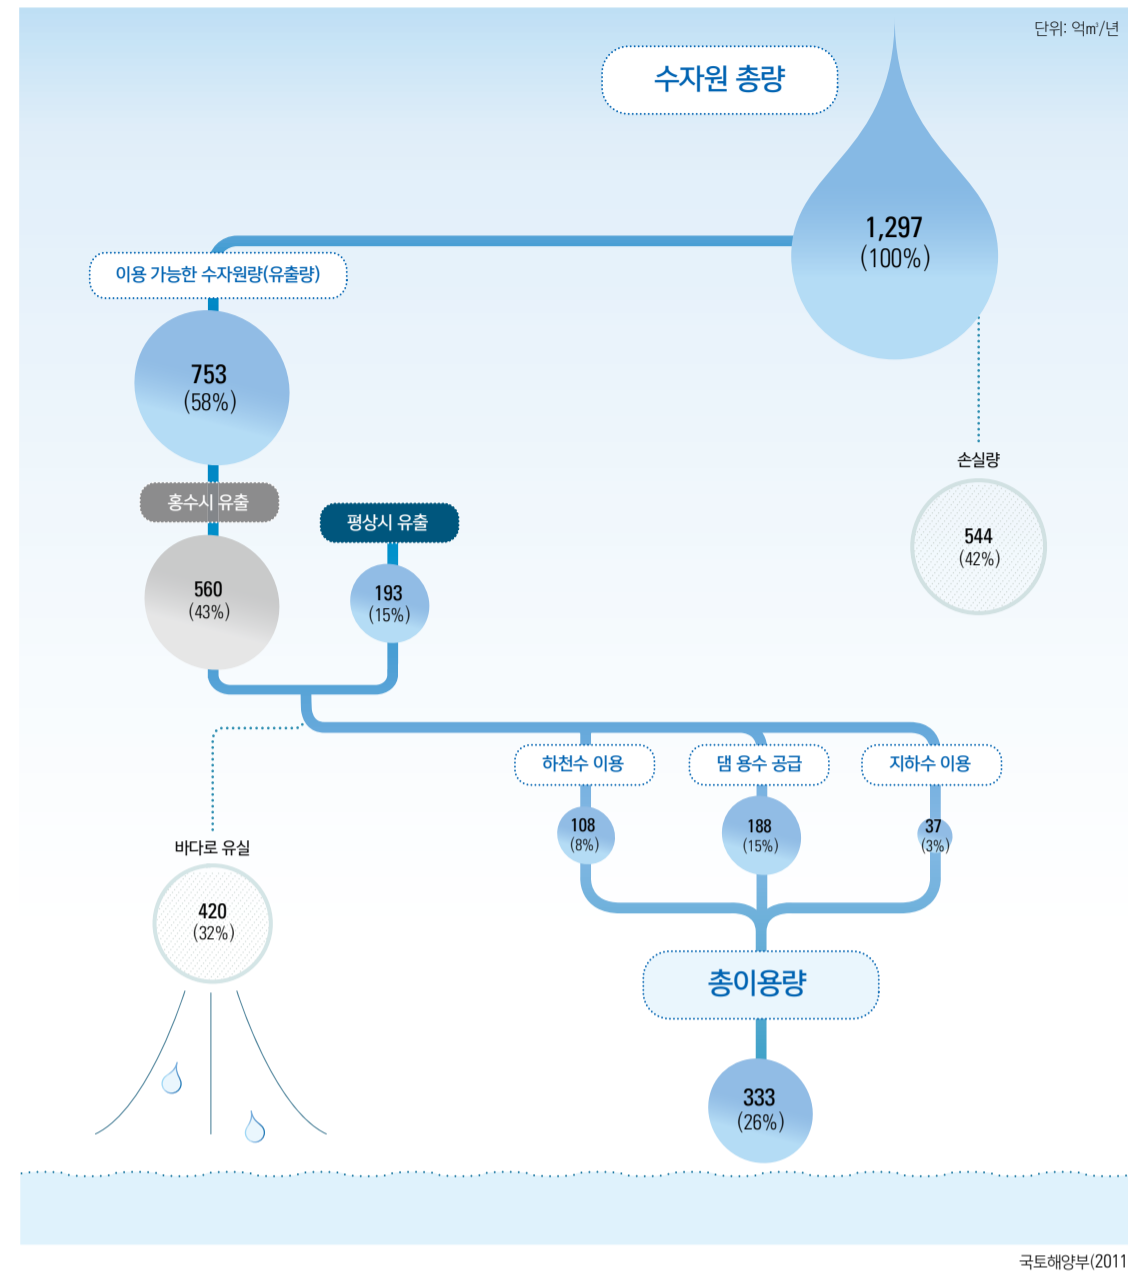 단위: 억㎥/년
수자원 총량
1,297
(100%)
이용 가능한 수자원량(유출량)
753
(58%)
손실량
544
(42%)
홍수시 유출
560
(43%)
평상시 유출
193
(15%)
하천수 이용
108
(8%)
댐 용수 공급
188
(15%)
지하수 이용
37
(3%)
바다로 유실
420
(32%)
총이용량
333
(26%)
국토해양부(2011